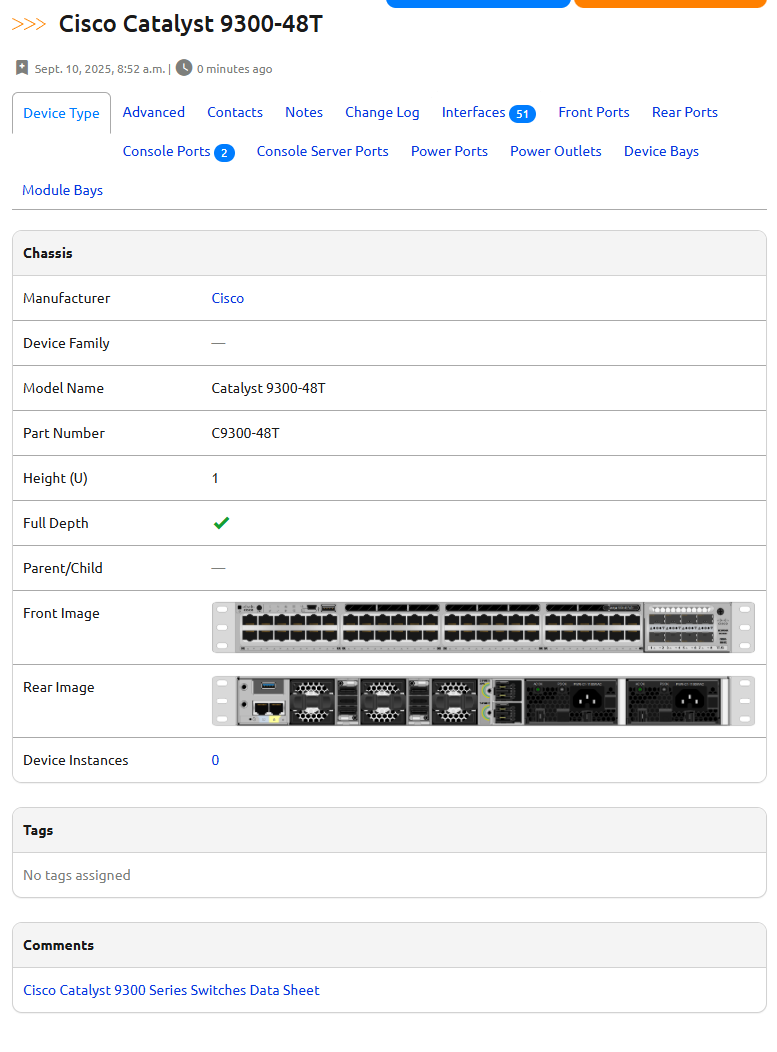 >>> Cisco Catalyst 9300-48T
Sept. 10, 2025, 8:52 a.m. | 0 minutes ago
Device Type Advanced Contacts Notes Change Log Interfaces 51 Front Ports Rear Ports
Console Ports 2 Console Server Ports Power Ports Power Outlets Device Bays
Module Bays
Chassis
Manufacturer Cisco
Device Family —
Model Name Catalyst 9300-48T
Part Number C9300-48T
Height (U) 1
Full Depth
Parent/Child —
Front Image
Rear Image
Device Instances 0
Tags
No tags assigned
Comments
Cisco Catalyst 9300 Series Switches Data Sheet